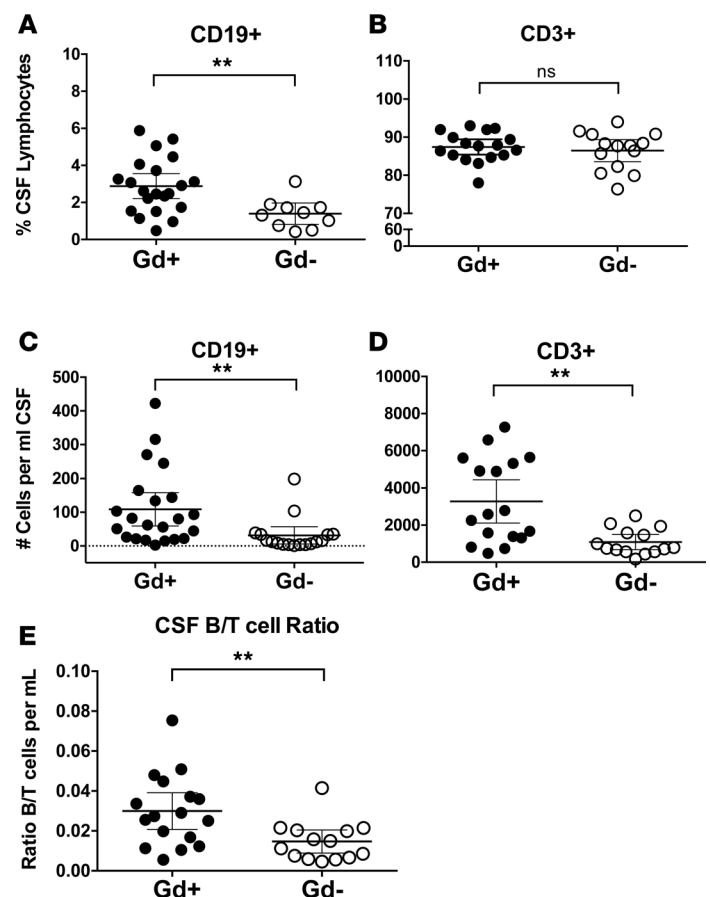 A
CD19+
**
% CSF Lymphocytes
10
8
6
4
2
0
Gd+ Gd-
B
CD3+
ns
110
100
90
80
70
60
0
Gd+ Gd-
C
CD19+
**
# Cells per ml CSF
500
400
300
200
100
0
Gd+ Gd-
D
CD3+
**
10000
8000
6000
4000
2000
0
Gd+ Gd-
E
CSF B/T cell Ratio
**
Ratio B/T cells per mL
0.10
0.08
0.06
0.04
0.02
0.00
Gd+ Gd-